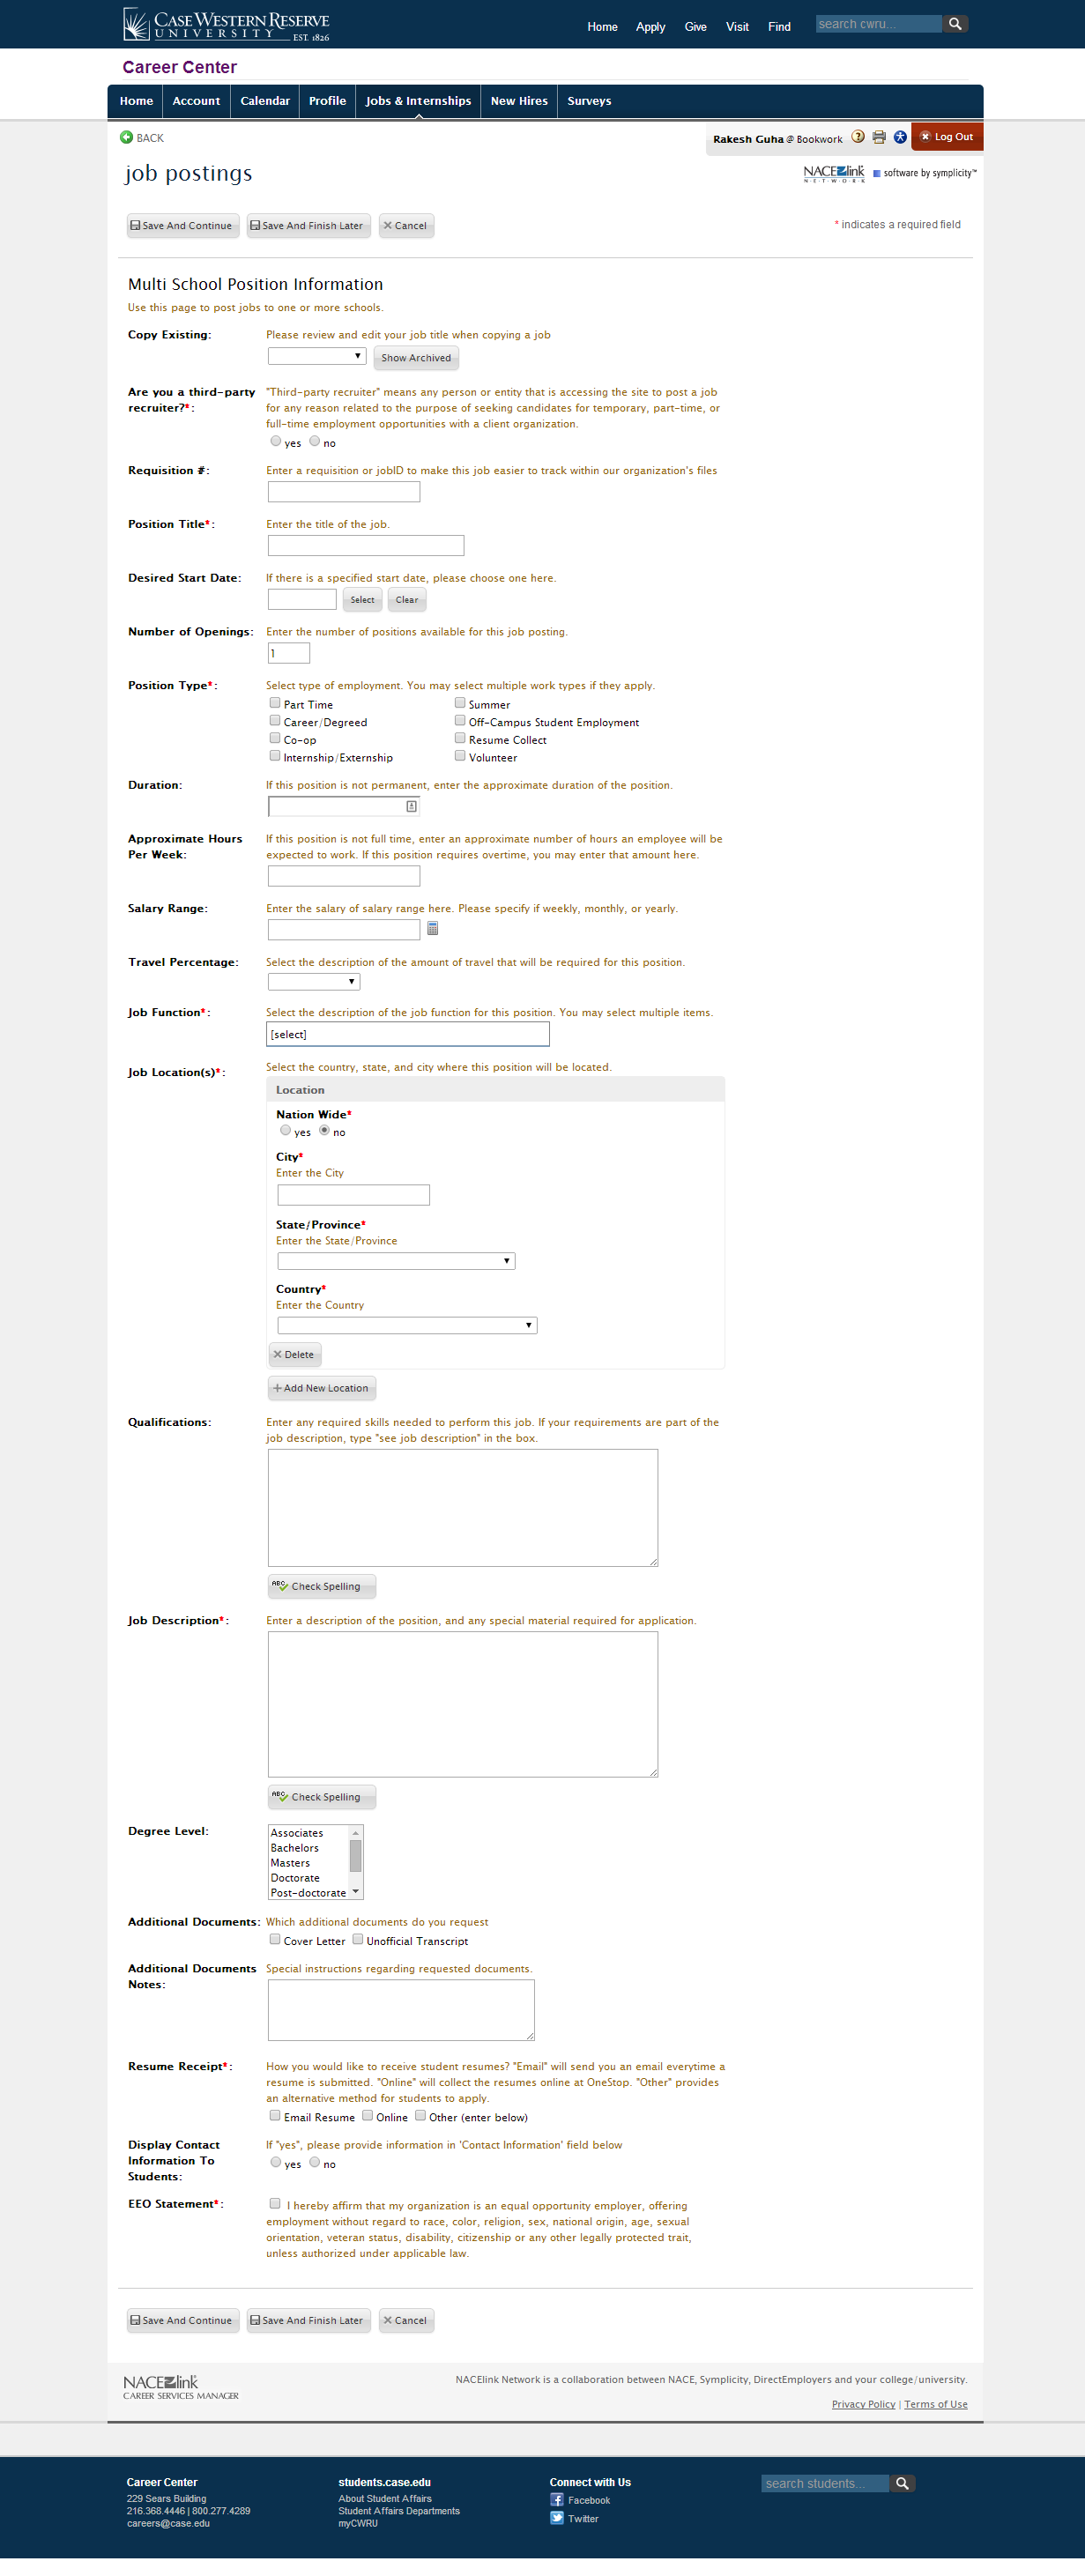 CASE WESTERN RESERVE
UNIVERSITY EST. 1826
Home Apply Give Visit Find
search cwru...
Career Center
Home Account Calendar Profile Jobs & Internships New Hires Surveys
BACK
Rakesh Guha @ Bookwork
Log Out
job postings
NACElink
NETWORK
software by symplicity™
Save And Continue Save And Finish Later Cancel
* indicates a required field
Multi School Position Information
Use this page to post jobs to one or more schools.
Copy Existing: Please review and edit your job title when copying a job
Show Archived
Are you a third-party "Third-party recruiter" means any person or entity that is accessing the site to post a job
recruiter?*: for any reason related to the purpose of seeking candidates for temporary, part-time, or
full-time employment opportunities with a client organization.
yes no
Requisition #: Enter a requisition or jobID to make this job easier to track within our organization's files
Position Title*: Enter the title of the job.
Desired Start Date: If there is a specified start date, please choose one here.
Select Clear
Number of Openings: Enter the number of positions available for this job posting.
1
Position Type*: Select type of employment. You may select multiple work types if they apply.
Part Time Summer
Career/Degreed Off-Campus Student Employment
Co-op Resume Collect
Internship/Externship Volunteer
Duration: If this position is not permanent, enter the approximate duration of the position.
Approximate Hours If this position is not full time, enter an approximate number of hours an employee will be
Per Week: expected to work. If this position requires overtime, you may enter that amount here.
Salary Range: Enter the salary of salary range here. Please specify if weekly, monthly, or yearly.
Travel Percentage: Select the description of the amount of travel that will be required for this position.
Job Function*: Select the description of the job function for this position. You may select multiple items.
[select]
Job Location(s)*: Select the country, state, and city where this position will be located.
Location
Nation Wide*
yes no
City*
Enter the City
State/Province*
Enter the State/Province
Country*
Enter the Country
Delete
Add New Location
Qualifications: Enter any required skills needed to perform this job. If your requirements are part of the
job description, type "see job description" in the box.
ABC Check Spelling
Job Description*: Enter a description of the position, and any special material required for application.
ABC Check Spelling
Degree Level: Associates
Bachelors
Masters
Doctorate
Post-doctorate
Additional Documents: Which additional documents do you request
Cover Letter Unofficial Transcript
Additional Documents Special instructions regarding requested documents.
Notes:
Resume Receipt*: How you would like to receive student resumes? "Email" will send you an email everytime a
resume is submitted. "Online" will collect the resumes online at OneStop. "Other" provides
an alternative method for students to apply.
Email Resume Online Other (enter below)
Display Contact If "yes", please provide information in 'Contact Information' field below
Information To yes no
Students:
EEO Statement*: I hereby affirm that my organization is an equal opportunity employer, offering
employment without regard to race, color, religion, sex, national origin, age, sexual
orientation, veteran status, disability, citizenship or any other legally protected trait,
unless authorized under applicable law.
Save And Continue Save And Finish Later Cancel
NACElink
CAREER SERVICES MANAGER
NACElink Network is a collaboration between NACE, Symplicity, DirectEmployers and your college/university.
Privacy Policy | Terms of Use
Career Center students.case.edu Connect with Us search students...
229 Sears Building About Student Affairs Facebook
216.368.4446 | 800.277.4289 Student Affairs Departments
careers@case.edu myCWRU Twitter